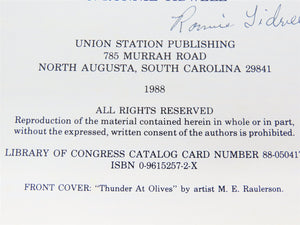 Ronnie Tidwell
UNION STATION PUBLISHING
785 MURRAH ROAD
NORTH AUGUSTA, SOUTH CAROLINA 29841
1988
ALL RIGHTS RESERVED
Reproduction of the material contained herein in whole or in part,
without the expressed, written consent of the authors is prohibited.
LIBRARY OF CONGRESS CATALOG CARD NUMBER 88-050417
ISBN 0-9615257-2-X
FRONT COVER: "Thunder At Olives" by artist M. E. Raulerson.